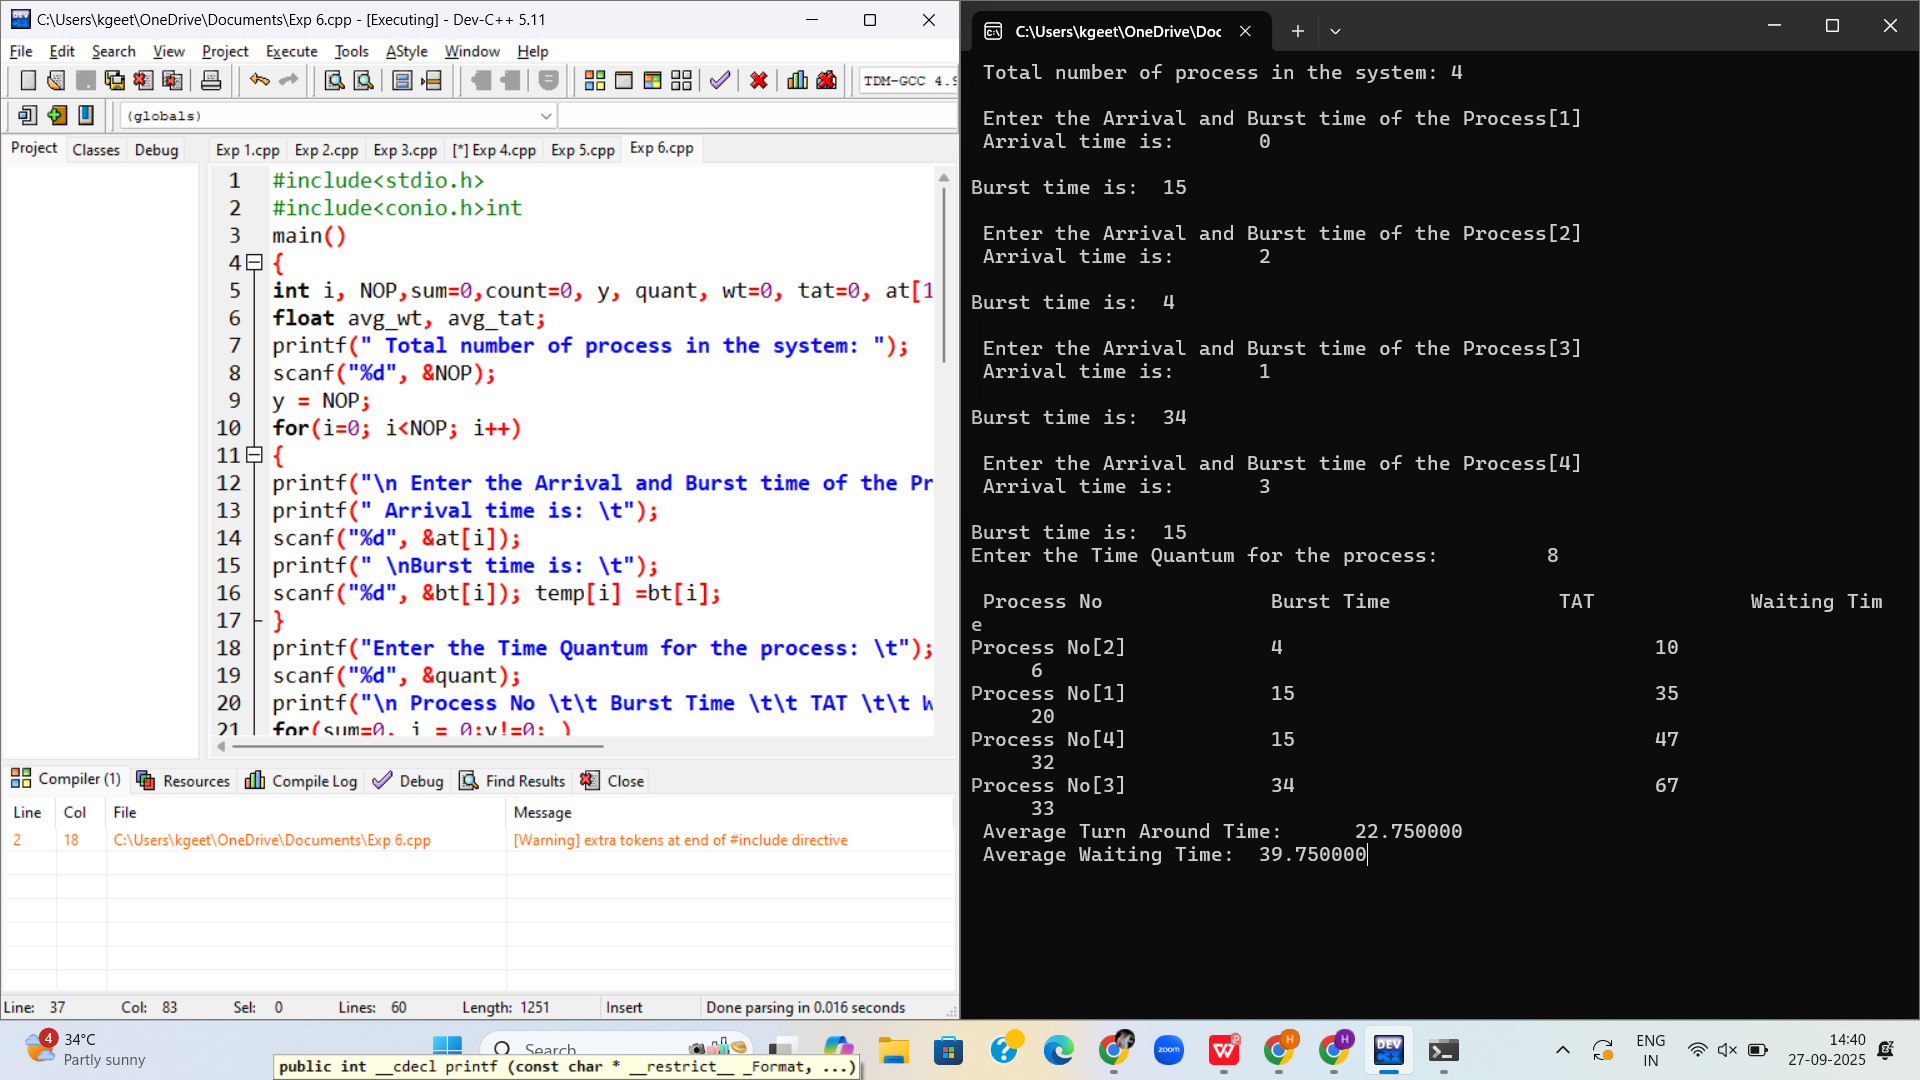 C:\Users\kgeet\OneDrive\Documents\Exp 6.cpp - [Executing] - Dev-C++ 5.11
File Edit Search View Project Execute Tools AStyle Window Help
TDM-GCC 4.9
(globals)
Project Classes Debug
Exp 1.cpp Exp 2.cpp Exp 3.cpp [*] Exp 4.cpp Exp 5.cpp Exp 6.cpp
1 #include<stdio.h>
2 #include<conio.h>int
3 main()
4 {
5 int i, NOP,sum=0,count=0, y, quant, wt=0, tat=0, at[1
6 float avg_wt, avg_tat;
7 printf(" Total number of process in the system: ");
8 scanf("%d", &NOP);
9 y = NOP;
10 for(i=0; i<NOP; i++)
11 {
12 printf("\n Enter the Arrival and Burst time of the Pr
13 printf(" Arrival time is: \t");
14 scanf("%d", &at[i]);
15 printf(" \nBurst time is: \t");
16 scanf("%d", &bt[i]); temp[i] =bt[i];
17 }
18 printf("Enter the Time Quantum for the process: \t");
19 scanf("%d", &quant);
20 printf("\n Process No \t\t Burst Time \t\t TAT \t\t W
21 for(sum=0, i = 0;y!=0; )
Compiler (1) Resources Compile Log Debug Find Results Close
Line Col File Message
2 18 C:\Users\kgeet\OneDrive\Documents\Exp 6.cpp [Warning] extra tokens at end of #include directive
Line: 37 Col: 83 Sel: 0 Lines: 60 Length: 1251 Insert Done parsing in 0.016 seconds
C:\Users\kgeet\OneDrive\Doc
Total number of process in the system: 4
Enter the Arrival and Burst time of the Process[1]
Arrival time is: 0
Burst time is: 15
Enter the Arrival and Burst time of the Process[2]
Arrival time is: 2
Burst time is: 4
Enter the Arrival and Burst time of the Process[3]
Arrival time is: 1
Burst time is: 34
Enter the Arrival and Burst time of the Process[4]
Arrival time is: 3
Burst time is: 15
Enter the Time Quantum for the process: 8
Process No Burst Time TAT Waiting Tim
e
Process No[2] 4 10
6
Process No[1] 15 35
20
Process No[4] 15 47
32
Process No[3] 34 67
33
Average Turn Around Time: 22.750000
Average Waiting Time: 39.750000
4
34°C
Partly sunny
Search
public int __cdecl printf (const char * __restrict__ _Format, ...)
zoom
W
H
H
DEV
C++
ENG
IN
14:40
27-09-2025